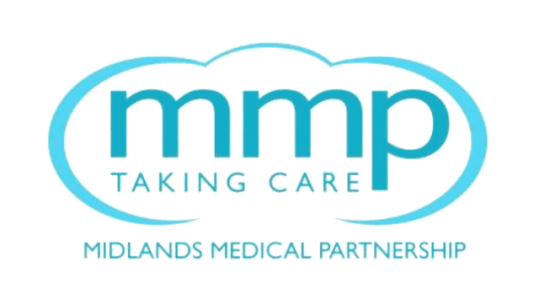 mmp
TAKING CARE
MIDLANDS MEDICAL PARTNERSHIP